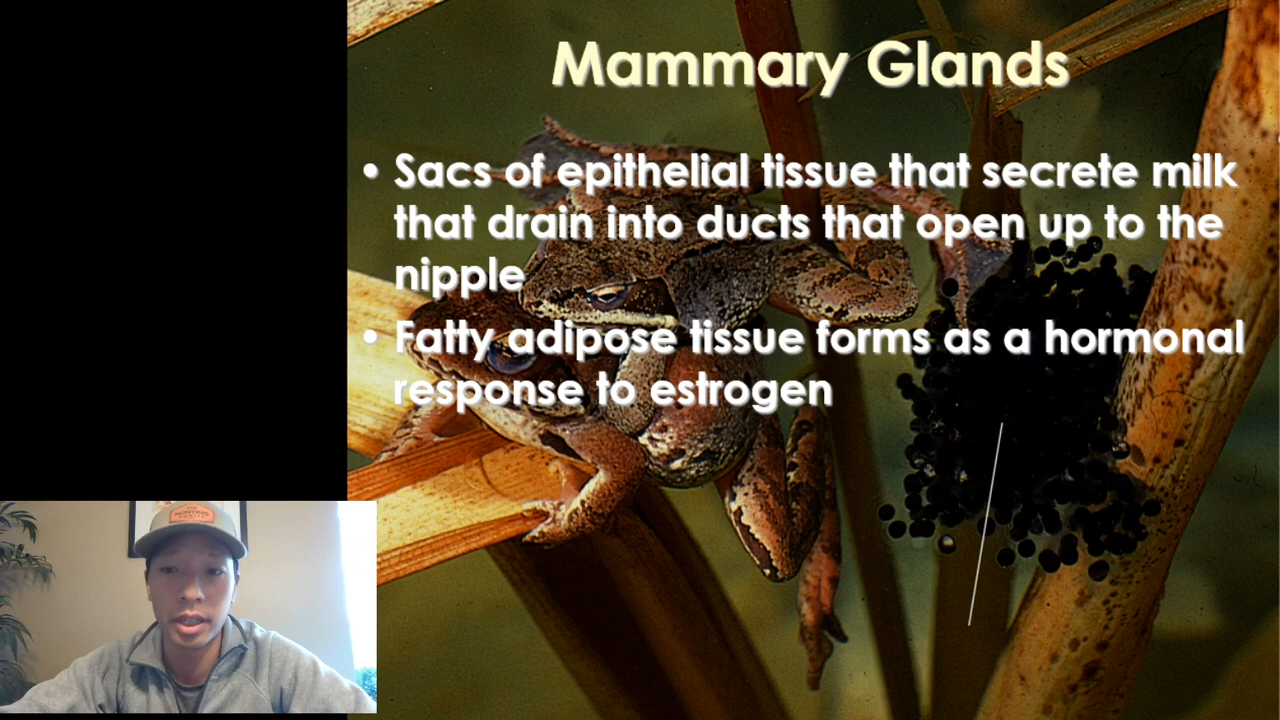 Mammary Glands
• Sacs of epithelial tissue that secrete milk
that drain into ducts that open up to the
nipple
• Fatty adipose tissue forms as a hormonal
response to estrogen